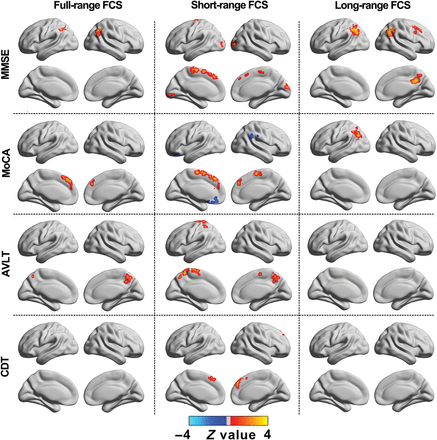 Full-range FCS
Short-range FCS
Long-range FCS
MMSE
MoCA
AVLT
CDT
−4 Z value 4